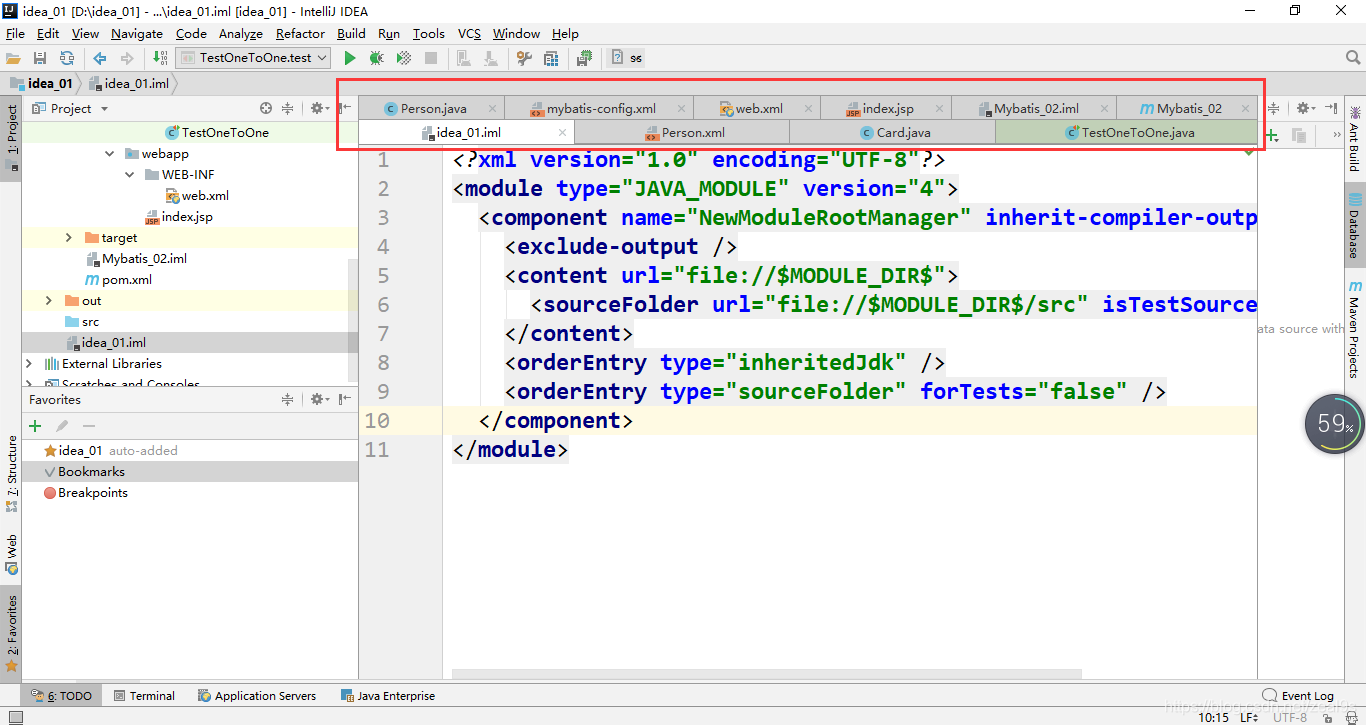 idea_01 [D:\idea_01] - ...\idea_01.iml [idea_01] - IntelliJ IDEA
File Edit View Navigate Code Analyze Refactor Build Run Tools VCS Window Help
TestOneToOne.test
idea_01 idea_01.iml
Project
Person.java mybatis-config.xml web.xml index.jsp Mybatis_02.iml Mybatis_02
idea_01.iml Person.xml Card.java TestOneToOne.java
1: Project
7: Structure
Web
2: Favorites
TestOneToOne
webapp
WEB-INF
web.xml
index.jsp
target
Mybatis_02.iml
pom.xml
out
src
idea_01.iml
External Libraries
Scratches and Consoles
Favorites
idea_01 auto-added
Bookmarks
Breakpoints
1 <?xml version="1.0" encoding="UTF-8"?>
2 <module type="JAVA_MODULE" version="4">
3 <component name="NewModuleRootManager" inherit-compiler-outp
4 <exclude-output />
5 <content url="file://$MODULE_DIR$">
6 <sourceFolder url="file://$MODULE_DIR$/src" isTestSource
7 </content>
8 <orderEntry type="inheritedJdk" />
9 <orderEntry type="sourceFolder" forTests="false" />
10 </component>
11 </module>
ata source with
Ant Build
Database
Maven Projects
59%
6: TODO Terminal Application Servers Java Enterprise Event Log
10:15 LF UTF-8